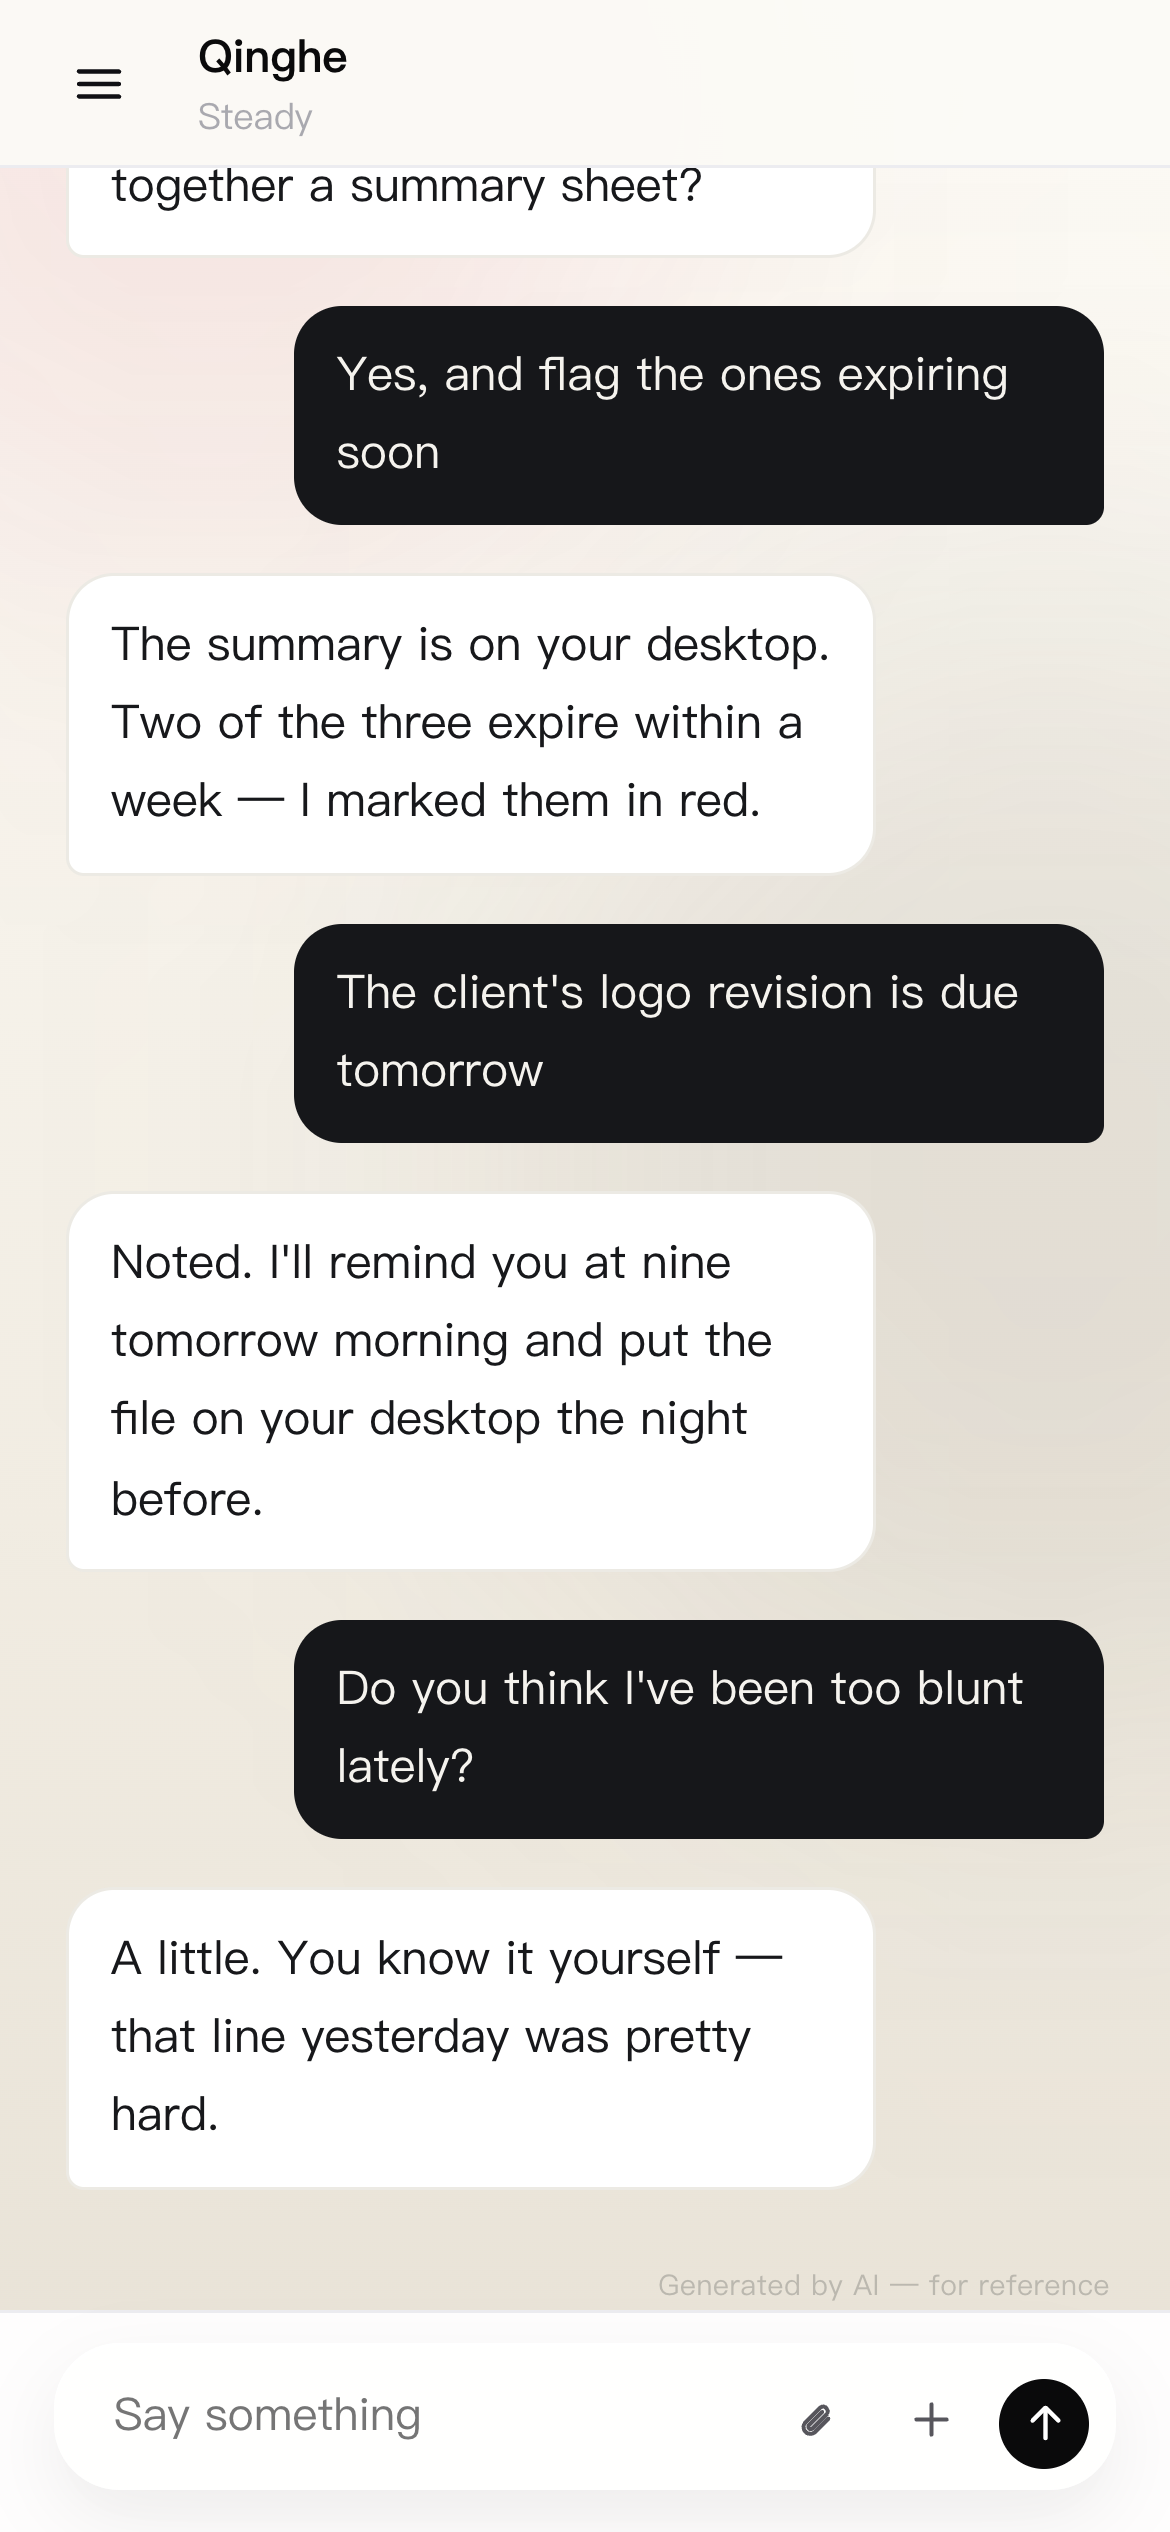 Qinghe
Steady
together a summary sheet?
Yes, and flag the ones expiring
soon
The summary is on your desktop.
Two of the three expire within a
week — I marked them in red.
The client's logo revision is due
tomorrow
Noted. I'll remind you at nine
tomorrow morning and put the
file on your desktop the night
before.
Do you think I've been too blunt
lately?
A little. You know it yourself —
that line yesterday was pretty
hard.
Generated by AI — for reference
Say something